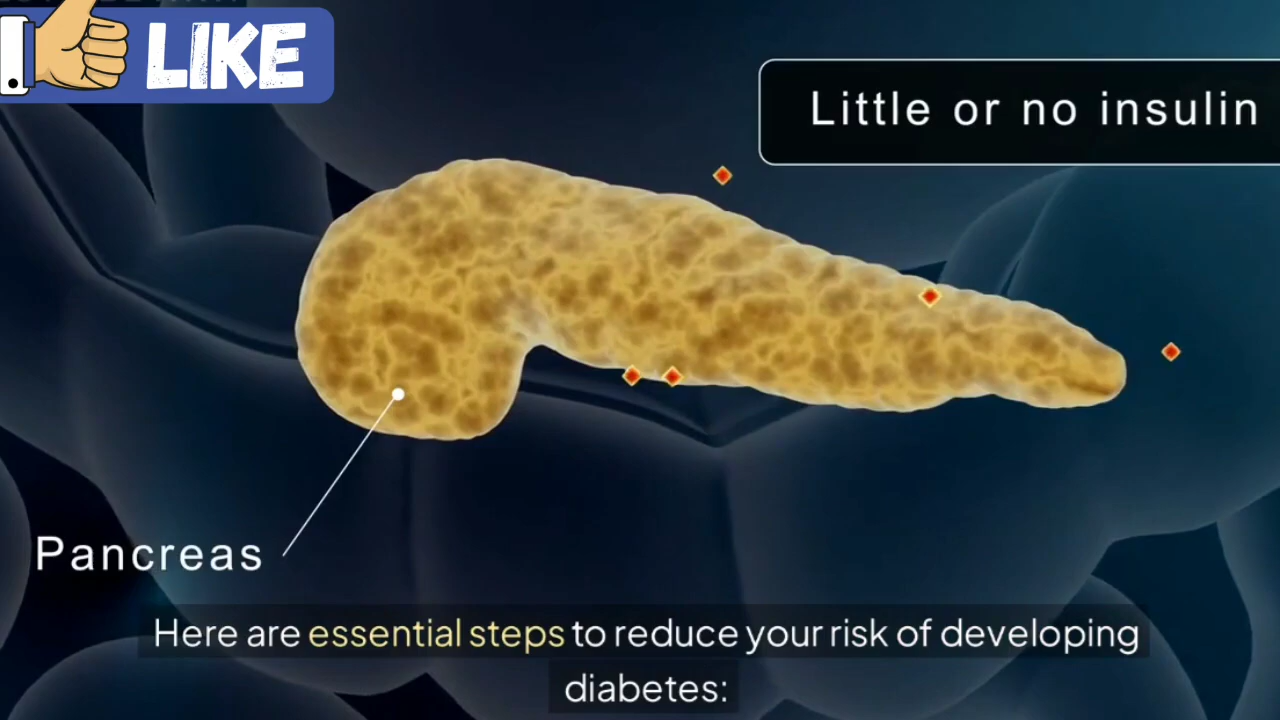 LIKE
Little or no insulin
Pancreas
Here are essential steps to reduce your risk of developing
diabetes: